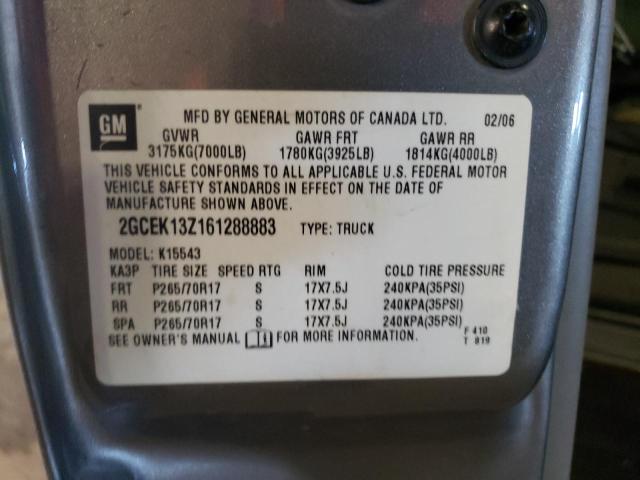 GM MFD BY GENERAL MOTORS OF CANADA LTD. 02/06
GVWR GAWR FRT GAWR RR
3175KG(7000LB) 1780KG(3925LB) 1814KG(4000LB)
THIS VEHICLE CONFORMS TO ALL APPLICABLE U.S. FEDERAL MOTOR
VEHICLE SAFETY STANDARDS IN EFFECT ON THE DATE OF
MANUFACTURE SHOWN ABOVE.
2GCEK13Z161288883 TYPE: TRUCK
MODEL: K15543
KA3P TIRE SIZE SPEED RTG RIM COLD TIRE PRESSURE
FRT P265/70R17 S 17X7.5J 240KPA(35PSI)
RR P265/70R17 S 17X7.5J 240KPA(35PSI)
SPA P265/70R17 S 17X7.5J 240KPA(35PSI)
SEE OWNER'S MANUAL FOR MORE INFORMATION. F 410
T 819